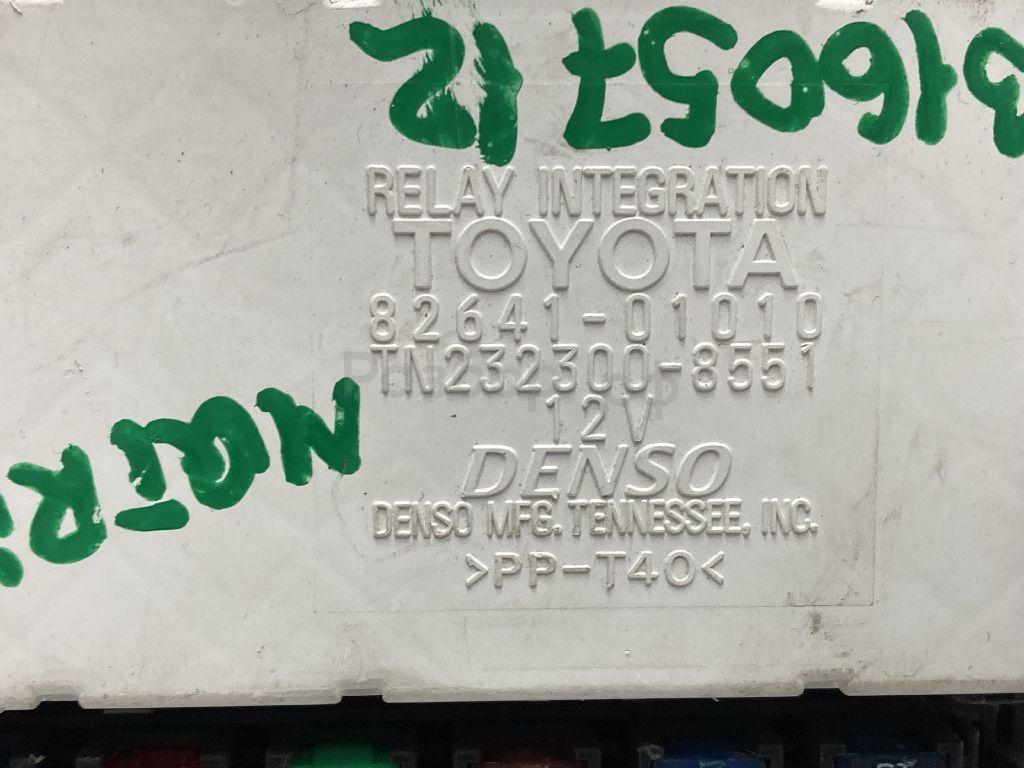 RELAY INTEGRATION
TOYOTA
82641-01010
TN232300-8551
12V
DENSO
DENSO MFG. TENNESSEE, INC.
>PP-T40<